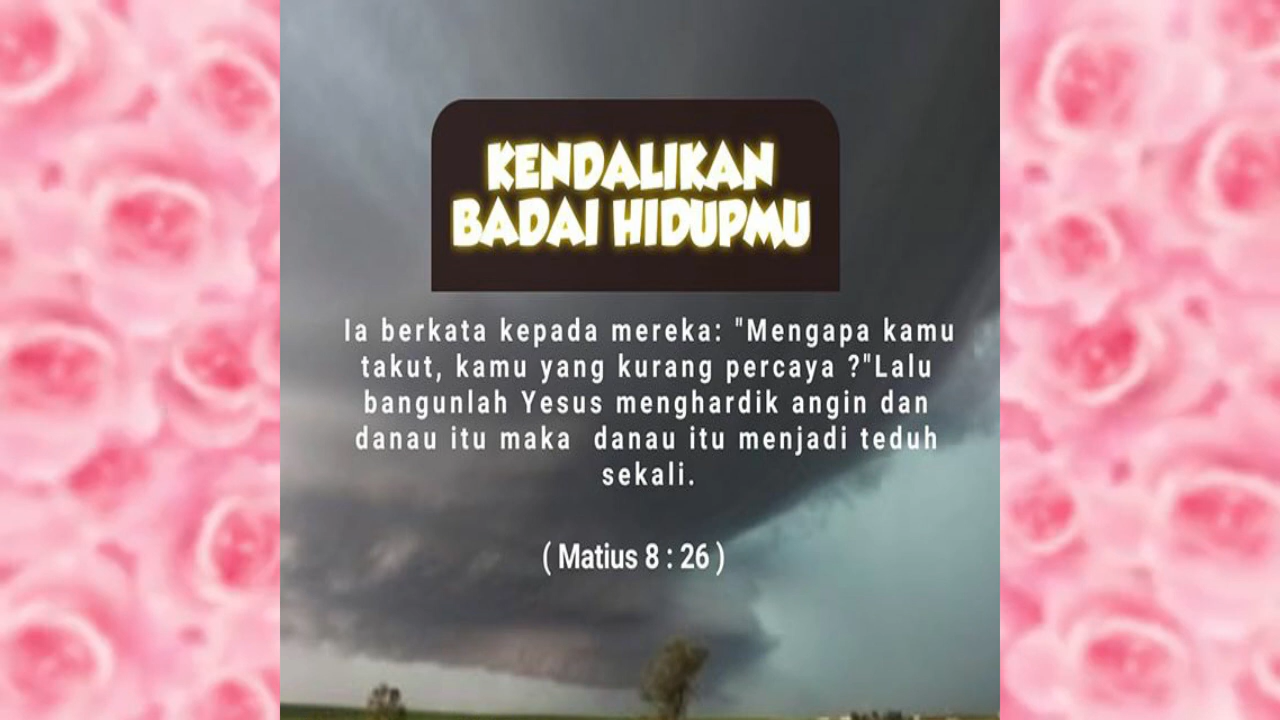 KENDALIKAN
BADAI HIDUPMU
Ia berkata kepada mereka: "Mengapa kamu
takut, kamu yang kurang percaya ?"Lalu
bangunlah Yesus menghardik angin dan
danau itu maka  danau itu menjadi teduh
sekali.
( Matius 8 : 26 )